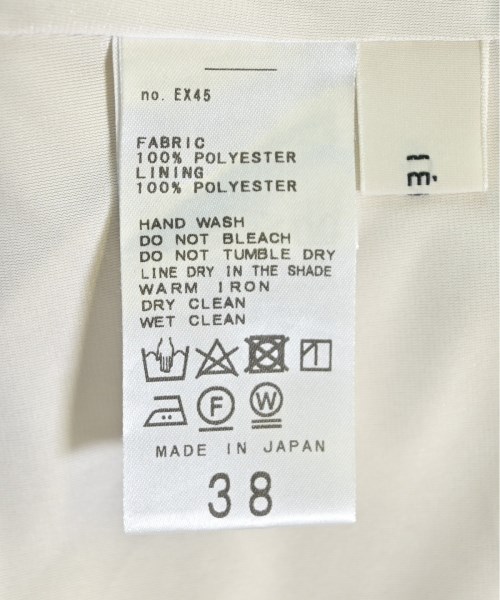 no. EX45
FABRIC
100% POLYESTER
LINING
100% POLYESTER
HAND WASH
DO NOT BLEACH
DO NOT TUMBLE DRY
LINE DRY IN THE SHADE
WARM IRON
DRY CLEAN
WET CLEAN
F
W
MADE IN JAPAN
38